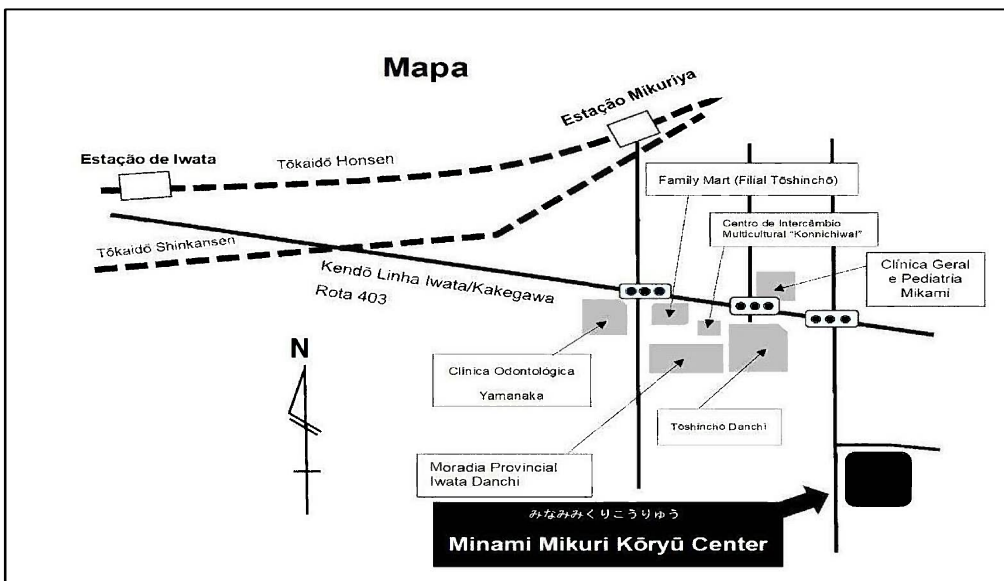 Mapa
Estação Mikuriya
Estação de Iwata
Tōkaidō Honsen
Family Mart (Filial Tōshinchō)
Centro de Intercâmbio
Multicultural “Konnichiwa!”
Tōkaidō Shinkansen
Clínica Geral
e Pediatria
Mikami
Kendō Linha Iwata/Kakegawa
Rota 403
N
Clínica Odontológica
Yamanaka
Tōshinchō Danchi
Moradia Provincial
Iwata Danchi
みなみみくりこうりゅう
Minami Mikuri Kōryū Center